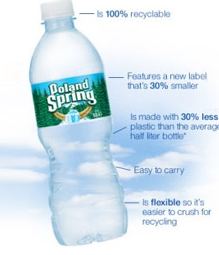 Is 100% recyclable
Poland
Spring
Features a new label
that's 30% smaller
Is made with 30% less
plastic than the average
half liter bottle*
Easy to carry
Is flexible so it's
easier to crush for
recycling